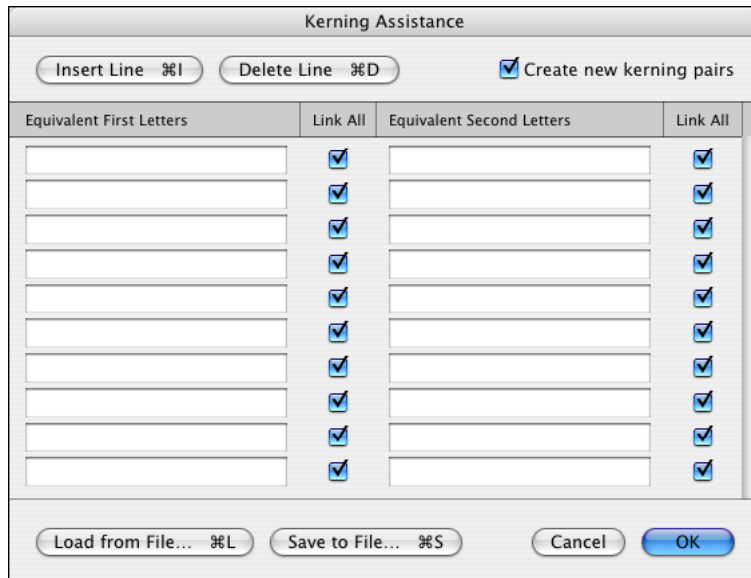 Kerning Assistance
Insert Line ⌘I Delete Line ⌘D Create new kerning pairs
Equivalent First Letters Link All Equivalent Second Letters Link All
Load from File... ⌘L Save to File... ⌘S Cancel OK